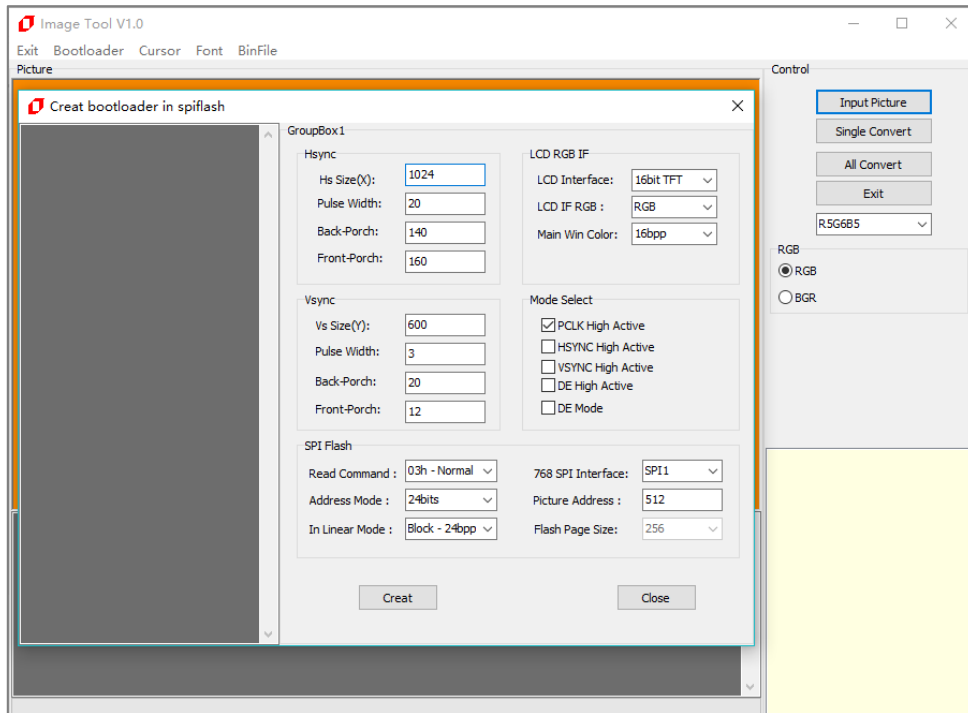 Image Tool V1.0
Exit Bootloader Cursor Font BinFile
Picture
Control
Input Picture
Single Convert
All Convert
Exit
R5G6B5
RGB
RGB
BGR
Creat bootloader in spiflash
GroupBox1
Hsync
Hs Size(X): 1024
Pulse Width: 20
Back-Porch: 140
Front-Porch: 160
LCD RGB IF
LCD Interface: 16bit TFT
LCD IF RGB : RGB
Main Win Color: 16bpp
Vsync
Vs Size(Y): 600
Pulse Width: 3
Back-Porch: 20
Front-Porch: 12
Mode Select
PCLK High Active
HSYNC High Active
VSYNC High Active
DE High Active
DE Mode
SPI Flash
Read Command : 03h - Normal
Address Mode : 24bits
In Linear Mode : Block - 24bpp
768 SPI Interface: SPI1
Picture Address : 512
Flash Page Size: 256
Creat
Close